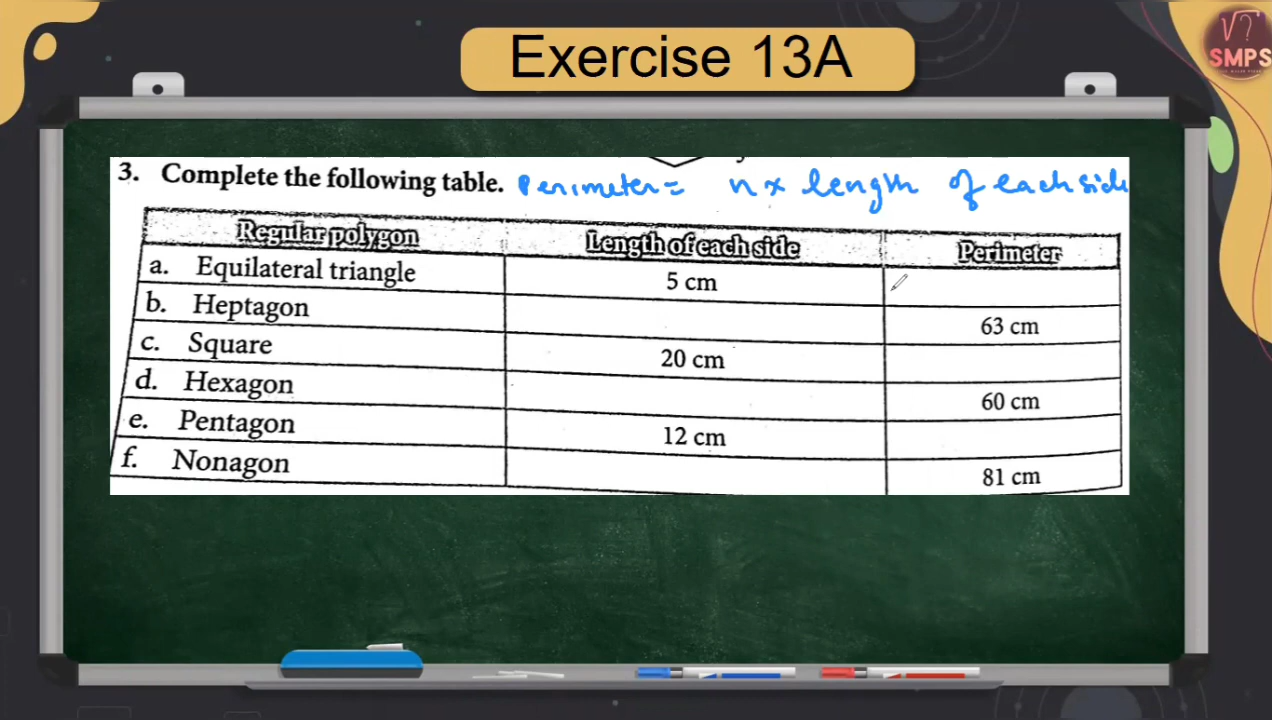 Exercise 13A
√?
SMPS
3. Complete the following table. Perimeter = n x length of each side
Regular polygon Length of each side Perimeter
a. Equilateral triangle 5 cm
b. Heptagon 63 cm
c. Square 20 cm
d. Hexagon 60 cm
e. Pentagon 12 cm
f. Nonagon 81 cm